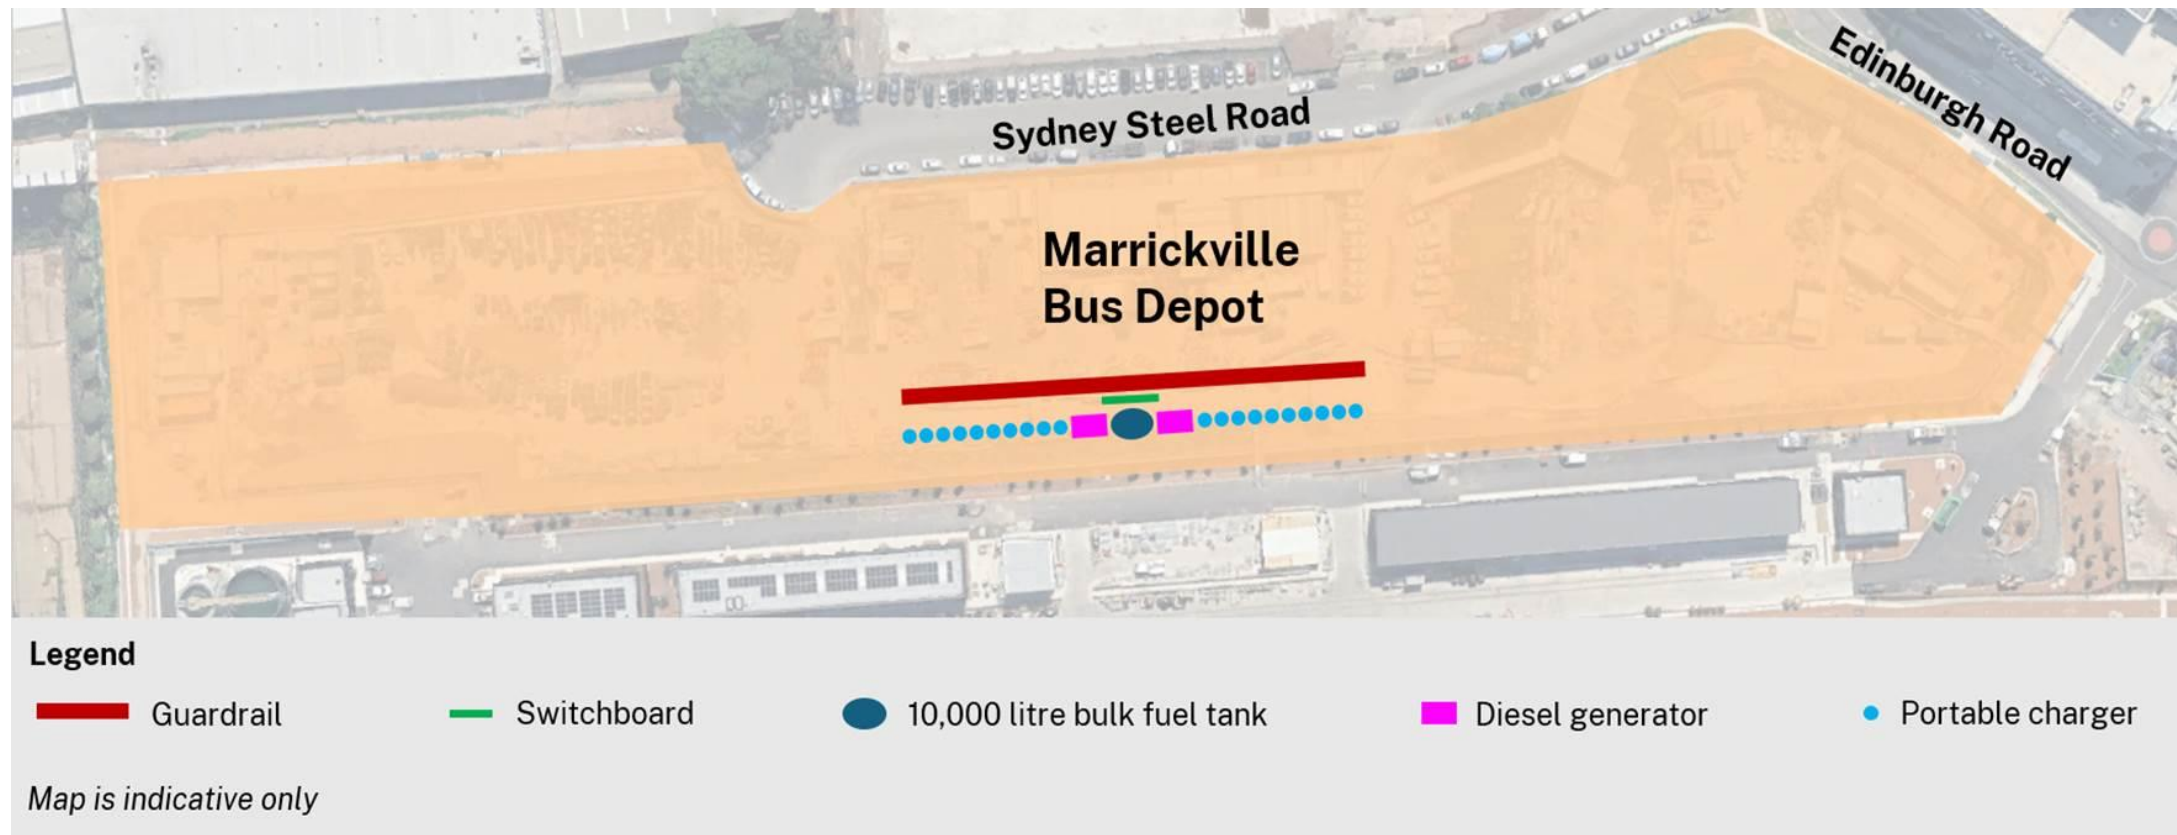 Edinburgh Road
Sydney Steel Road
Marrickville
Bus Depot
Legend
Guardrail
Switchboard
10,000 litre bulk fuel tank
Diesel generator
Portable charger
Map is indicative only